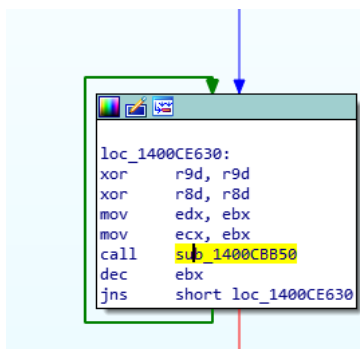 loc_1400CE630:
xor r9d, r9d
xor r8d, r8d
mov edx, ebx
mov ecx, ebx
call sub_1400CBB50
dec ebx
jns short loc_1400CE630